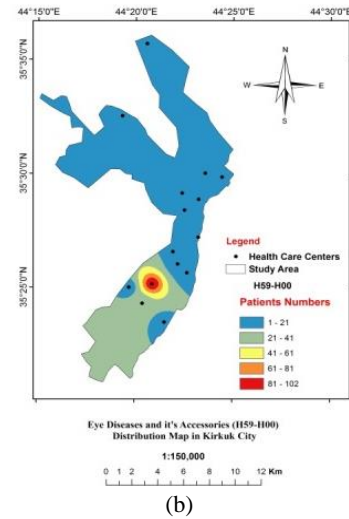 44°15'0"E 44°20'0"E 44°25'0"E 44°30'0"E
35°35'0"N
35°30'0"N
35°25'0"N
N
W E
S
Legend
Health Care Centers
Study Area
H59-H00
Patients Numbers
1 - 21
21 - 41
41 - 61
61 - 81
81 - 102
Eye Diseases and it's Accessories (H59-H00)
Distribution Map in Kirkuk City
1:150,000
0 1 2 4 6 8 10 12 Km
(b)